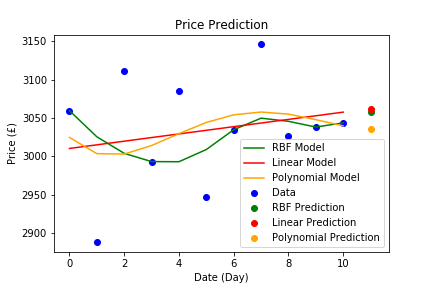 Price Prediction
3150
3100
3050
3000
2950
2900
Price (£)
0
2
4
6
8
10
Date (Day)
RBF Model
Linear Model
Polynomial Model
Data
RBF Prediction
Linear Prediction
Polynomial Prediction